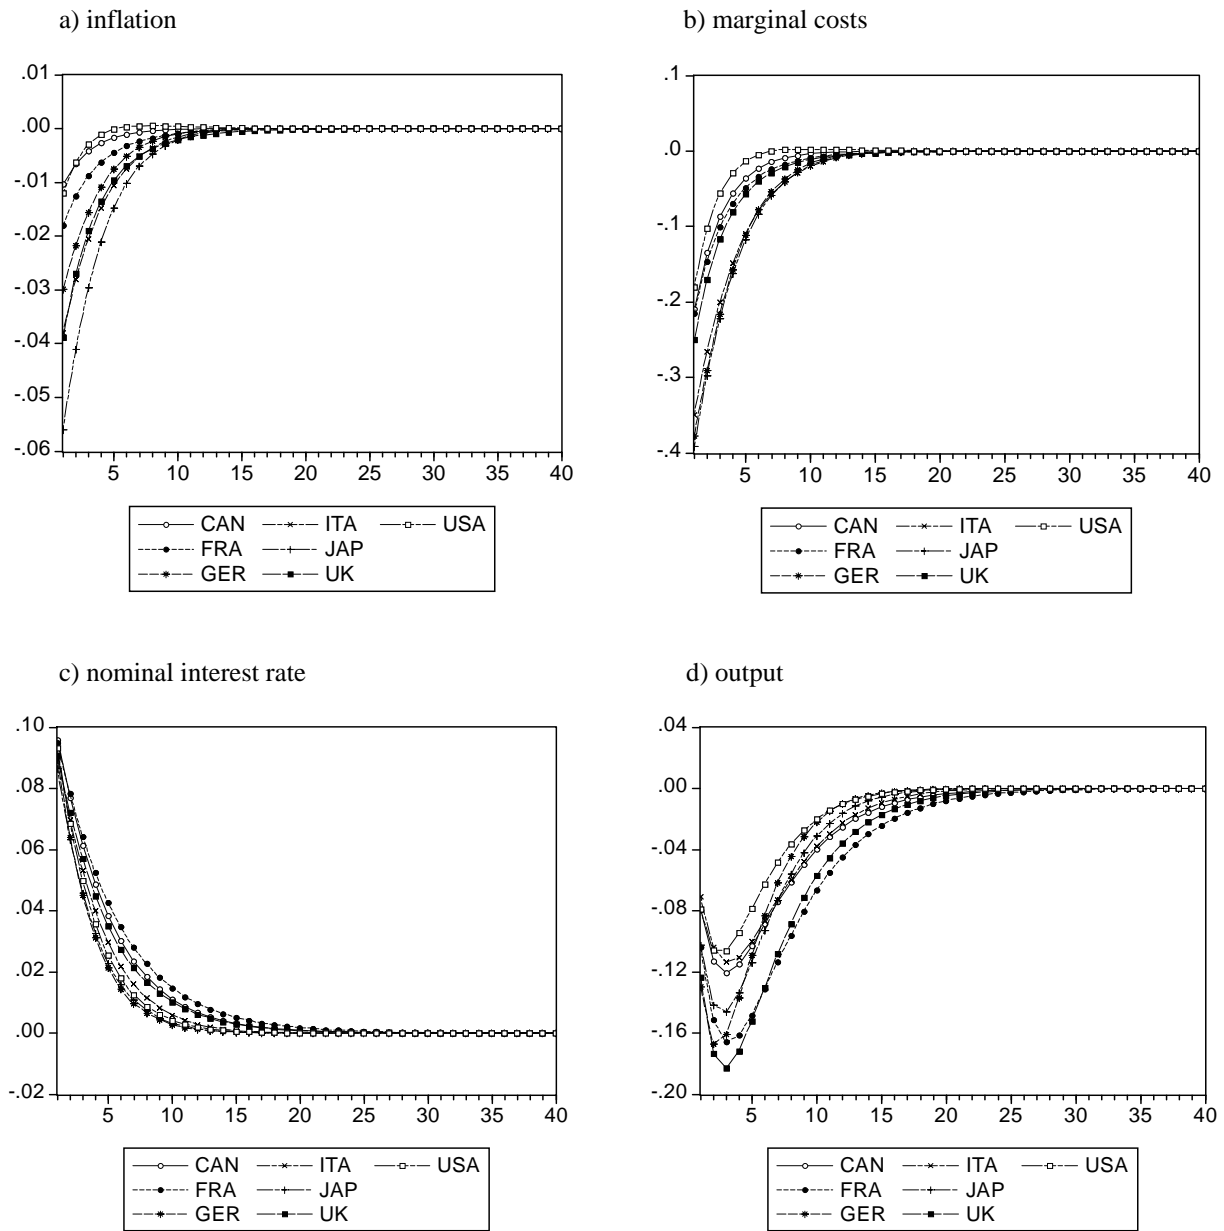 a) inflation
b) marginal costs
.01
.00
-.01
-.02
-.03
-.04
-.05
-.06
5 10 15 20 25 30 35 40
CAN ITA USA
FRA JAP
GER UK
.1
.0
-.1
-.2
-.3
-.4
5 10 15 20 25 30 35 40
CAN ITA USA
FRA JAP
GER UK
c) nominal interest rate
d) output
.10
.08
.06
.04
.02
.00
-.02
5 10 15 20 25 30 35 40
CAN ITA USA
FRA JAP
GER UK
.04
.00
-.04
-.08
-.12
-.16
-.20
5 10 15 20 25 30 35 40
CAN ITA USA
FRA JAP
GER UK